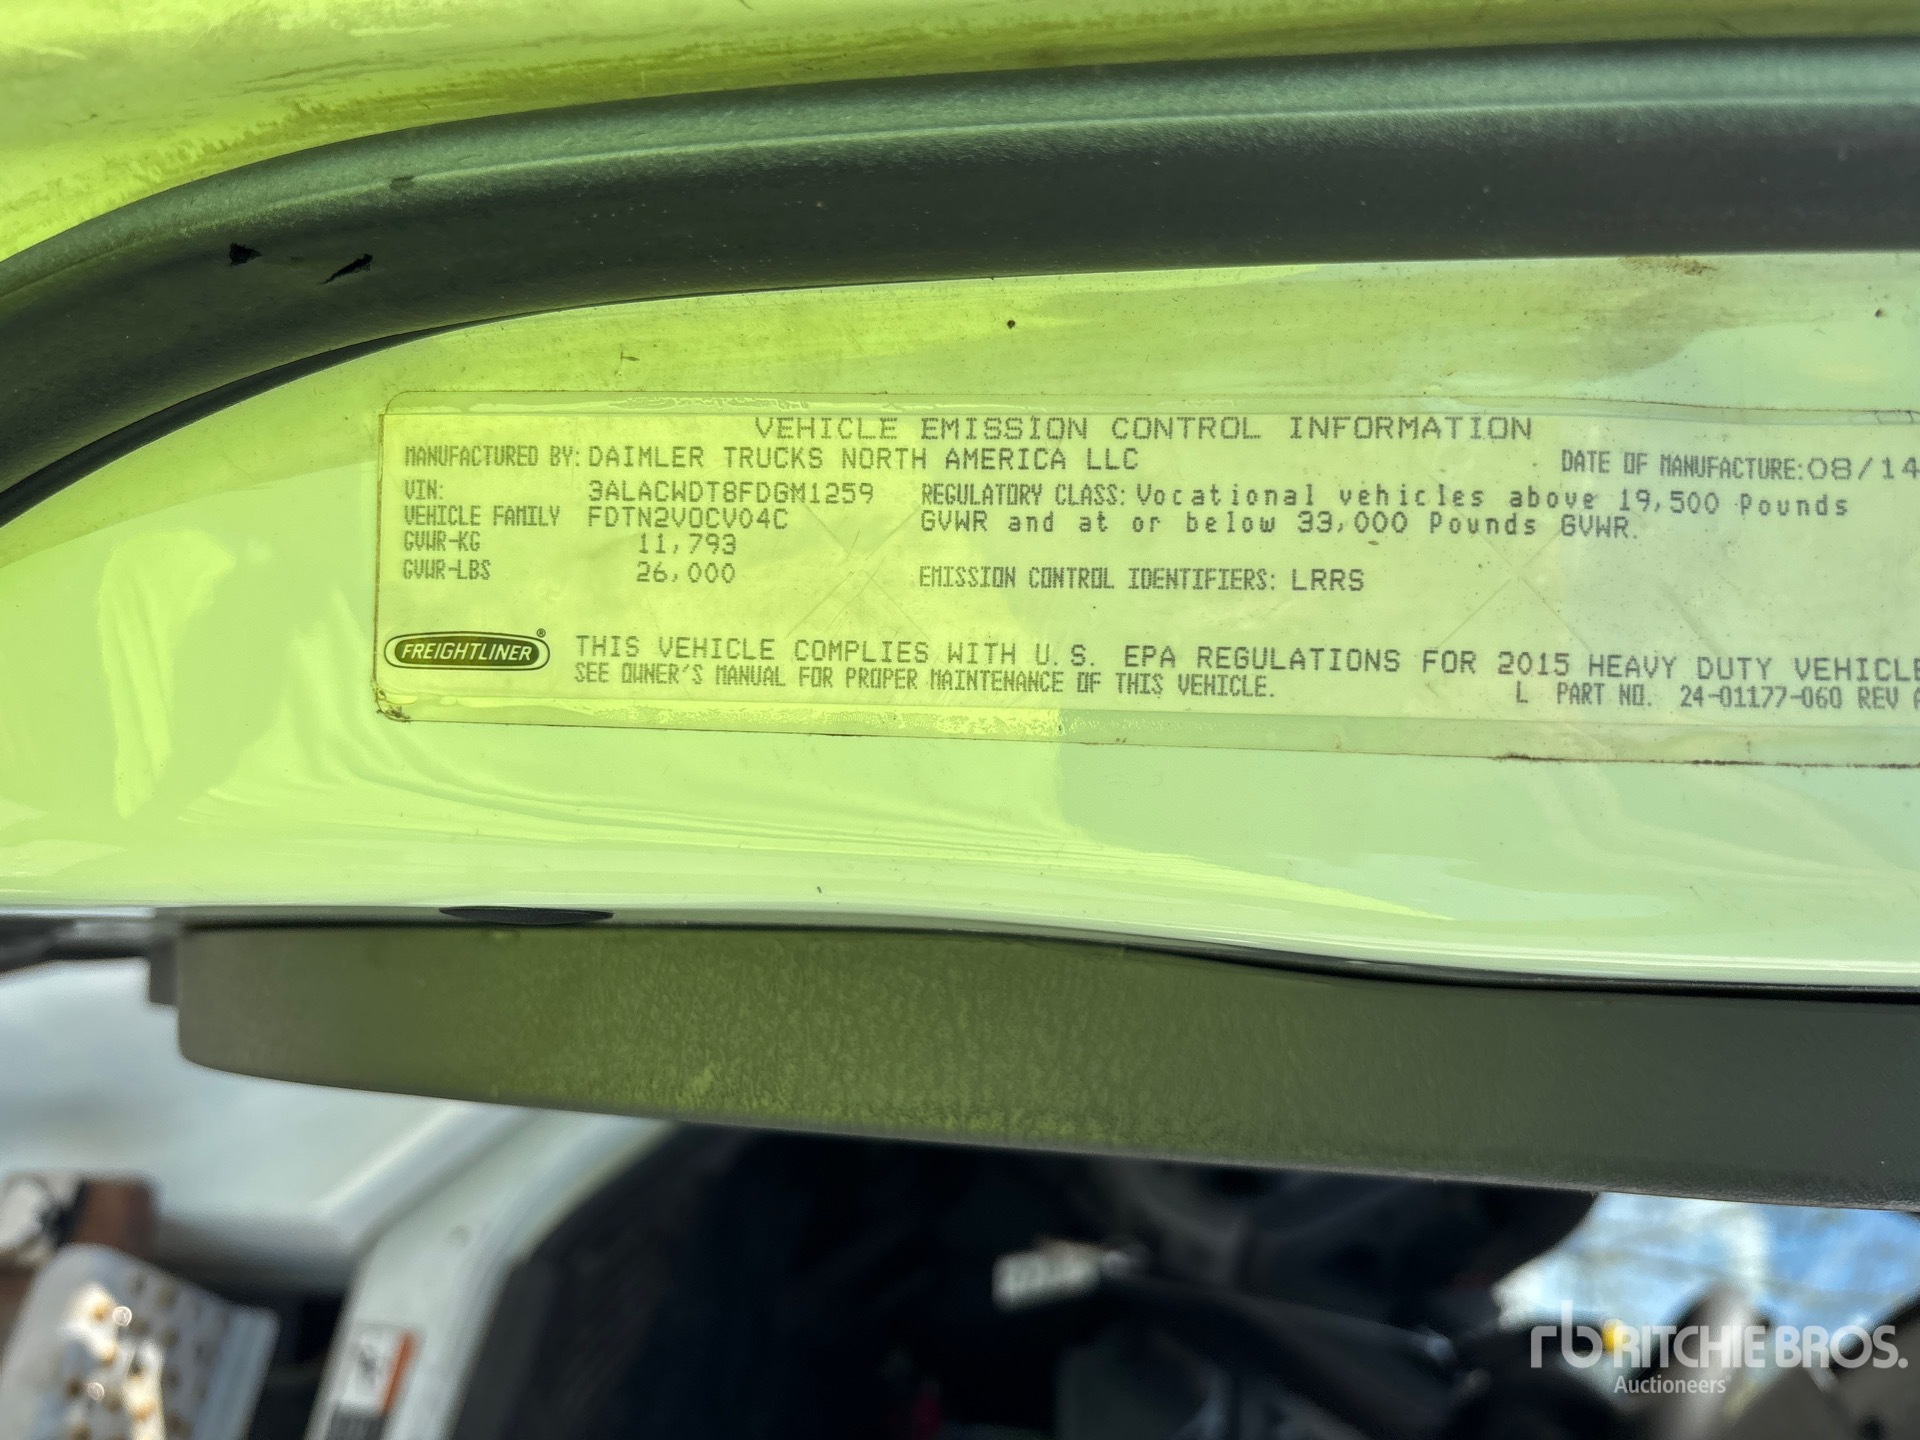 VEHICLE EMISSION CONTROL INFORMATION
MANUFACTURED BY: DAIMLER TRUCKS NORTH AMERICA LLC
DATE OF MANUFACTURE: 08/14
VIN: 3ALACWDT8FDGM1259
REGULATORY CLASS: Vocational vehicles above 19,500 Pounds
VEHICLE FAMILY FDTN2VOCV04C
GVWR and at or below 33,000 Pounds GVWR.
GVWR-KG 11,793
GVWR-LBS 26,000
EMISSION CONTROL IDENTIFIERS: LRRS
FREIGHTLINER®
THIS VEHICLE COMPLIES WITH U.S. EPA REGULATIONS FOR 2015 HEAVY DUTY VEHICLE
SEE OWNER'S MANUAL FOR PROPER MAINTENANCE OF THIS VEHICLE.
L PART NO. 24-01177-060 REV
rb RITCHIE BROS.
Auctioneers